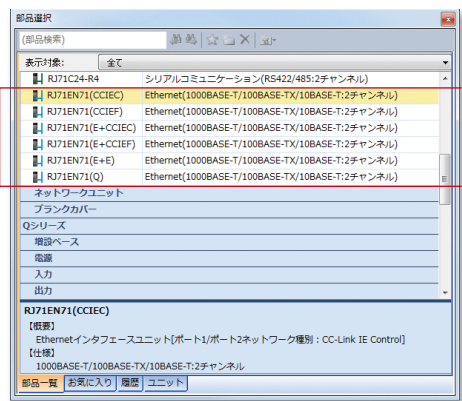 部品選択
(部品検索)
表示対象: 全て
RJ71C24-R4 シリアルコミュニケーション(RS422/485:2チャンネル)
RJ71EN71(CCIEC) Ethernet(1000BASE-T/100BASE-TX/10BASE-T:2チャンネル)
RJ71EN71(CCIEF) Ethernet(1000BASE-T/100BASE-TX/10BASE-T:2チャンネル)
RJ71EN71(E+CCIEC) Ethernet(1000BASE-T/100BASE-TX/10BASE-T:2チャンネル)
RJ71EN71(E+CCIEF) Ethernet(1000BASE-T/100BASE-TX/10BASE-T:2チャンネル)
RJ71EN71(E+E) Ethernet(1000BASE-T/100BASE-TX/10BASE-T:2チャンネル)
RJ71EN71(Q) Ethernet(1000BASE-T/100BASE-TX/10BASE-T:2チャンネル)
ネットワークユニット
ブランクカバー
Qシリーズ
増設ベース
電源
入力
出力
RJ71EN71(CCIEC)
【概要】
Ethernetインタフェースユニット[ポート1/ポート2ネットワーク種別：CC-Link IE Control]
【仕様】
1000BASE-T/100BASE-TX/10BASE-T:2チャンネル
部品一覧 お気に入り 履歴 ユニット